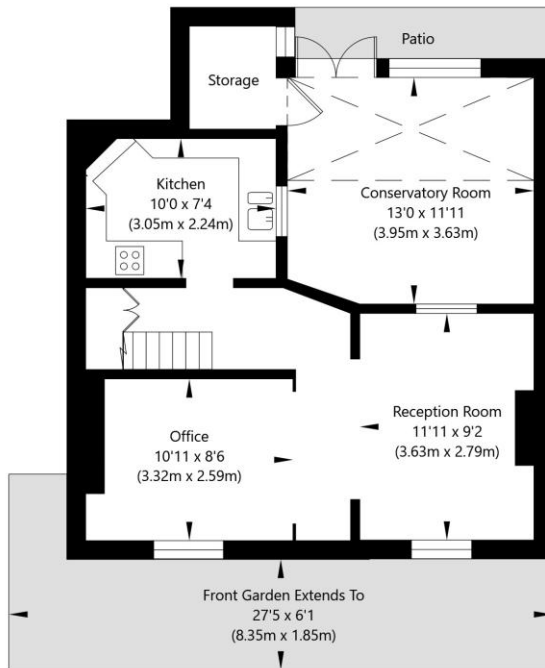 Patio
Storage
Kitchen
10'0 x 7'4
(3.05m x 2.24m)
Conservatory Room
13'0 x 11'11
(3.95m x 3.63m)
Reception Room
11'11 x 9'2
(3.63m x 2.79m)
Office
10'11 x 8'6
(3.32m x 2.59m)
Front Garden Extends To
27'5 x 6'1
(8.35m x 1.85m)